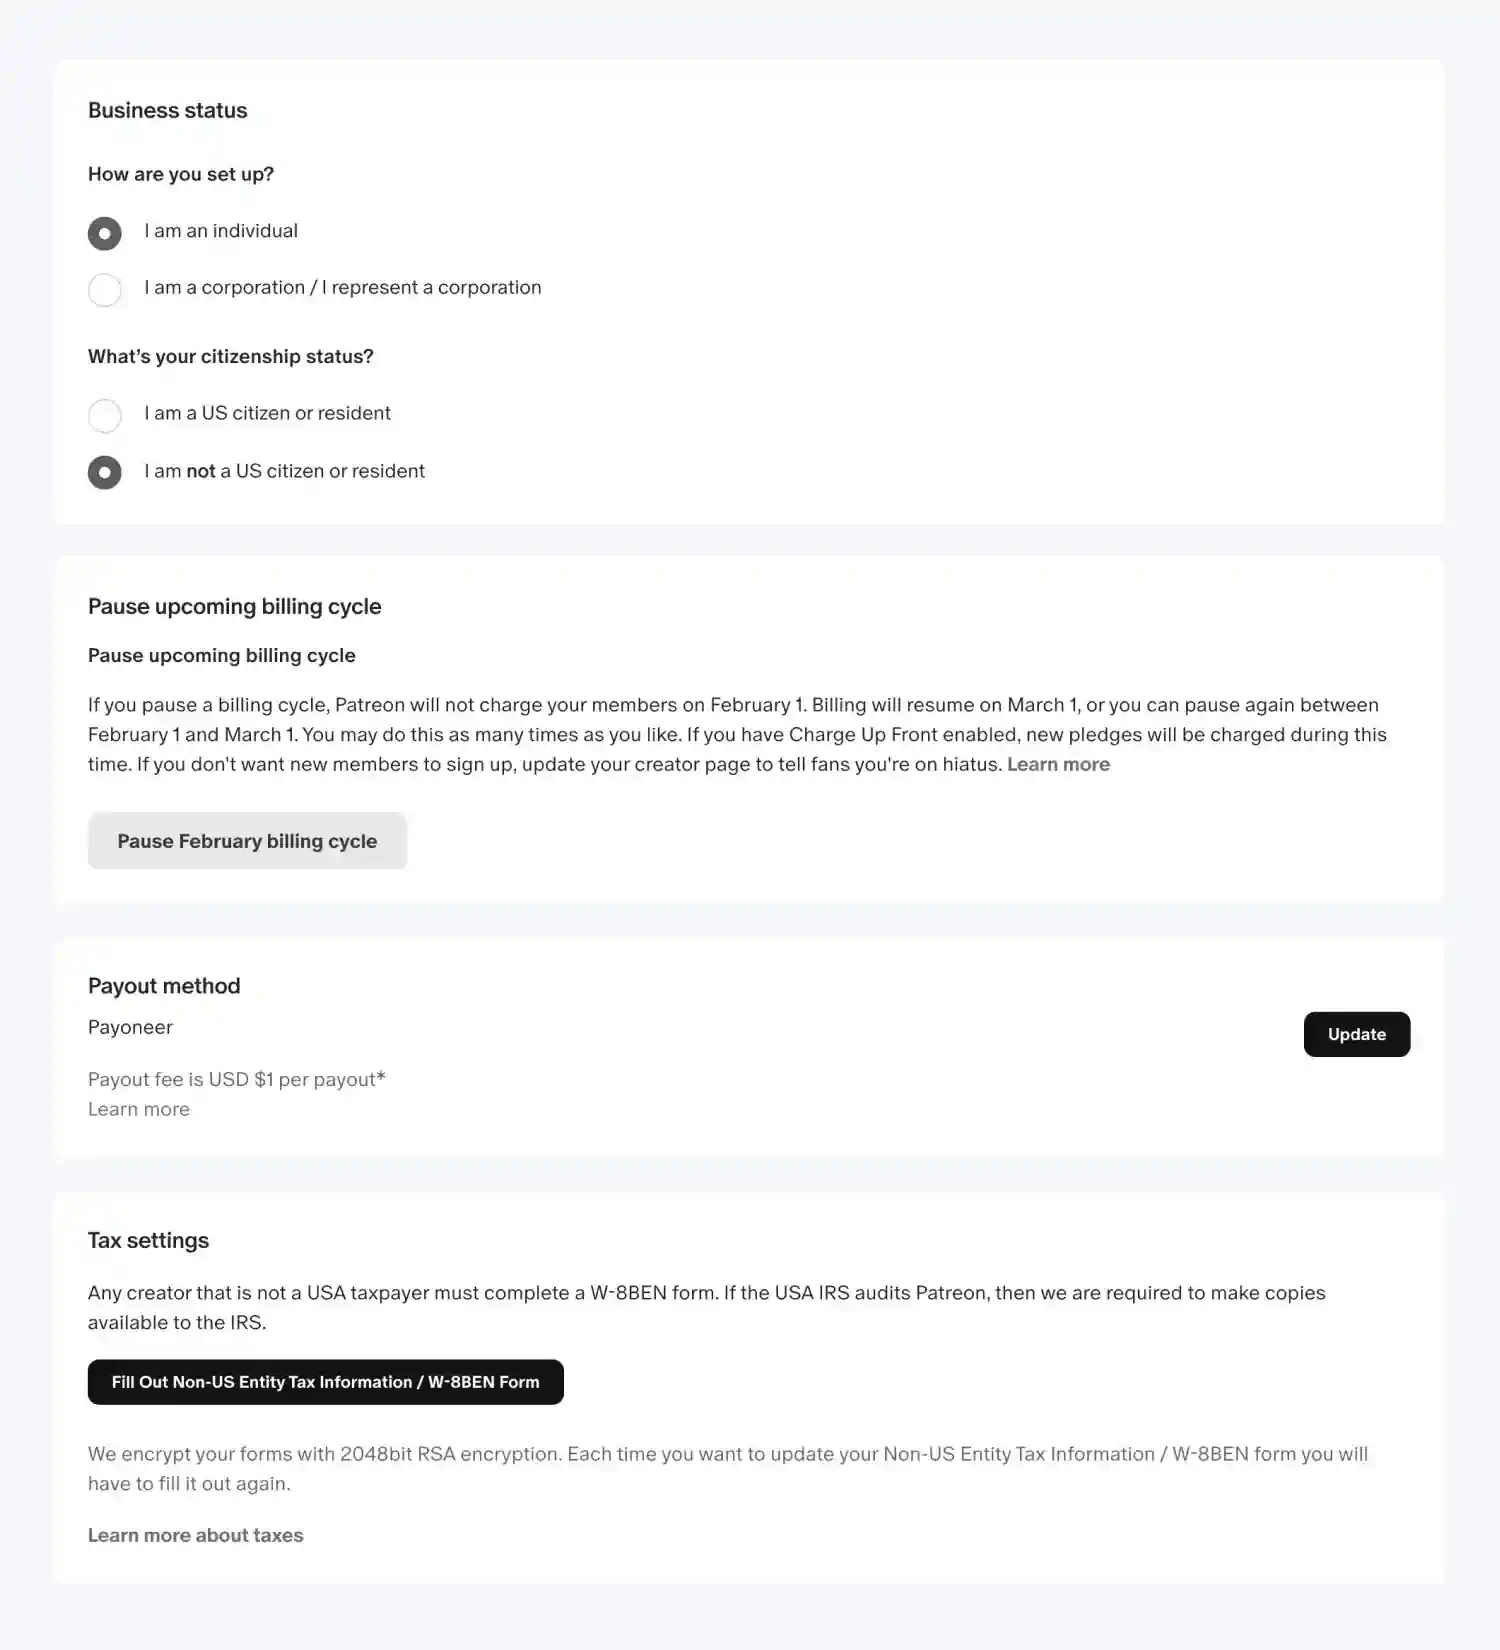 Business status
How are you set up?
I am an individual
I am a corporation / I represent a corporation
What’s your citizenship status?
I am a US citizen or resident
I am not a US citizen or resident
Pause upcoming billing cycle
Pause upcoming billing cycle
If you pause a billing cycle, Patreon will not charge your members on February 1. Billing will resume on March 1, or you can pause again between
February 1 and March 1. You may do this as many times as you like. If you have Charge Up Front enabled, new pledges will be charged during this
time. If you don't want new members to sign up, update your creator page to tell fans you're on hiatus. Learn more
Pause February billing cycle
Payout method
Payoneer
Update
Payout fee is USD $1 per payout*
Learn more
Tax settings
Any creator that is not a USA taxpayer must complete a W-8BEN form. If the USA IRS audits Patreon, then we are required to make copies
available to the IRS.
Fill Out Non-US Entity Tax Information / W-8BEN Form
We encrypt your forms with 2048bit RSA encryption. Each time you want to update your Non-US Entity Tax Information / W-8BEN form you will
have to fill it out again.
Learn more about taxes